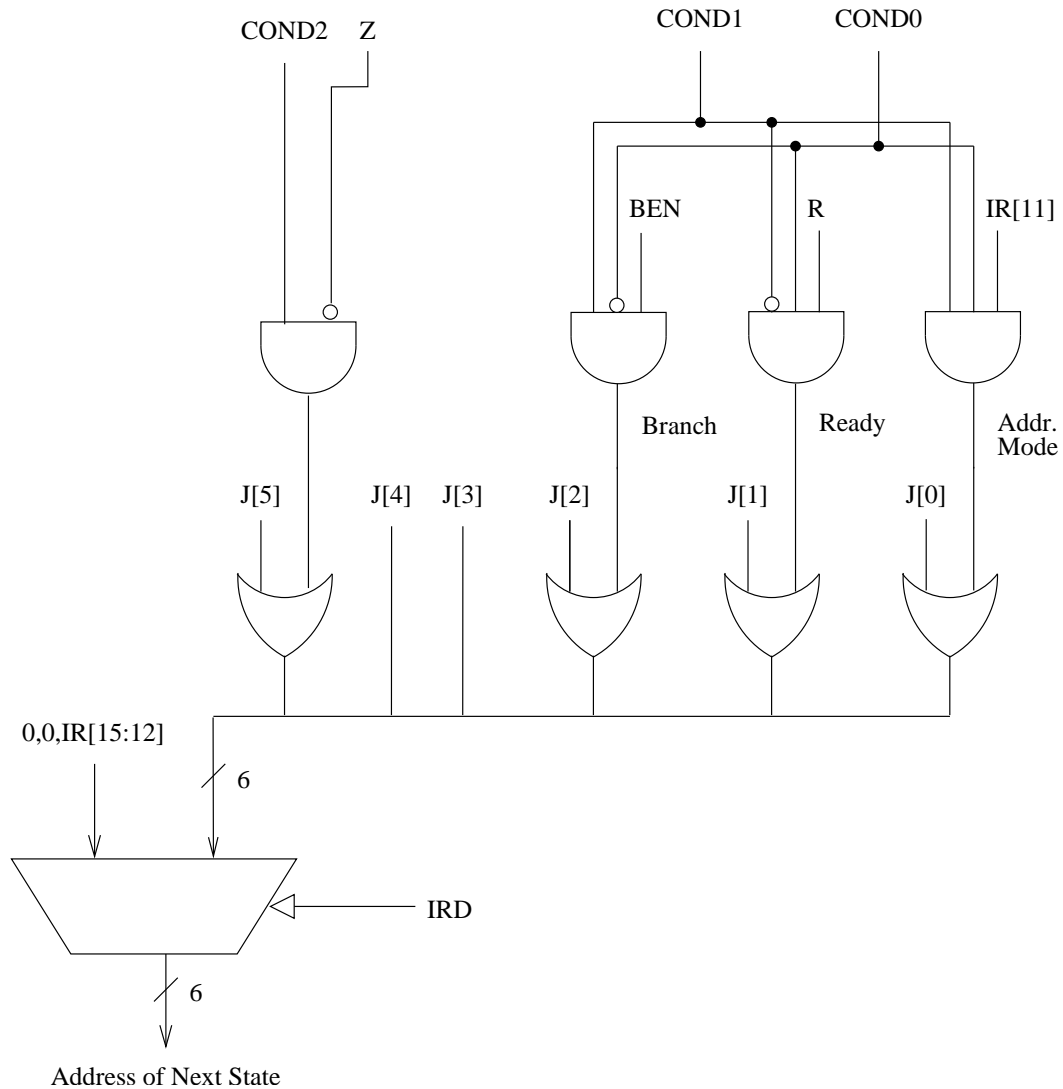 COND2 Z COND1 COND0
BEN R IR[11]
Branch Ready Addr.
Mode
J[5] J[4] J[3] J[2] J[1] J[0]
0,0,IR[15:12]
6
IRD
6
Address of Next State